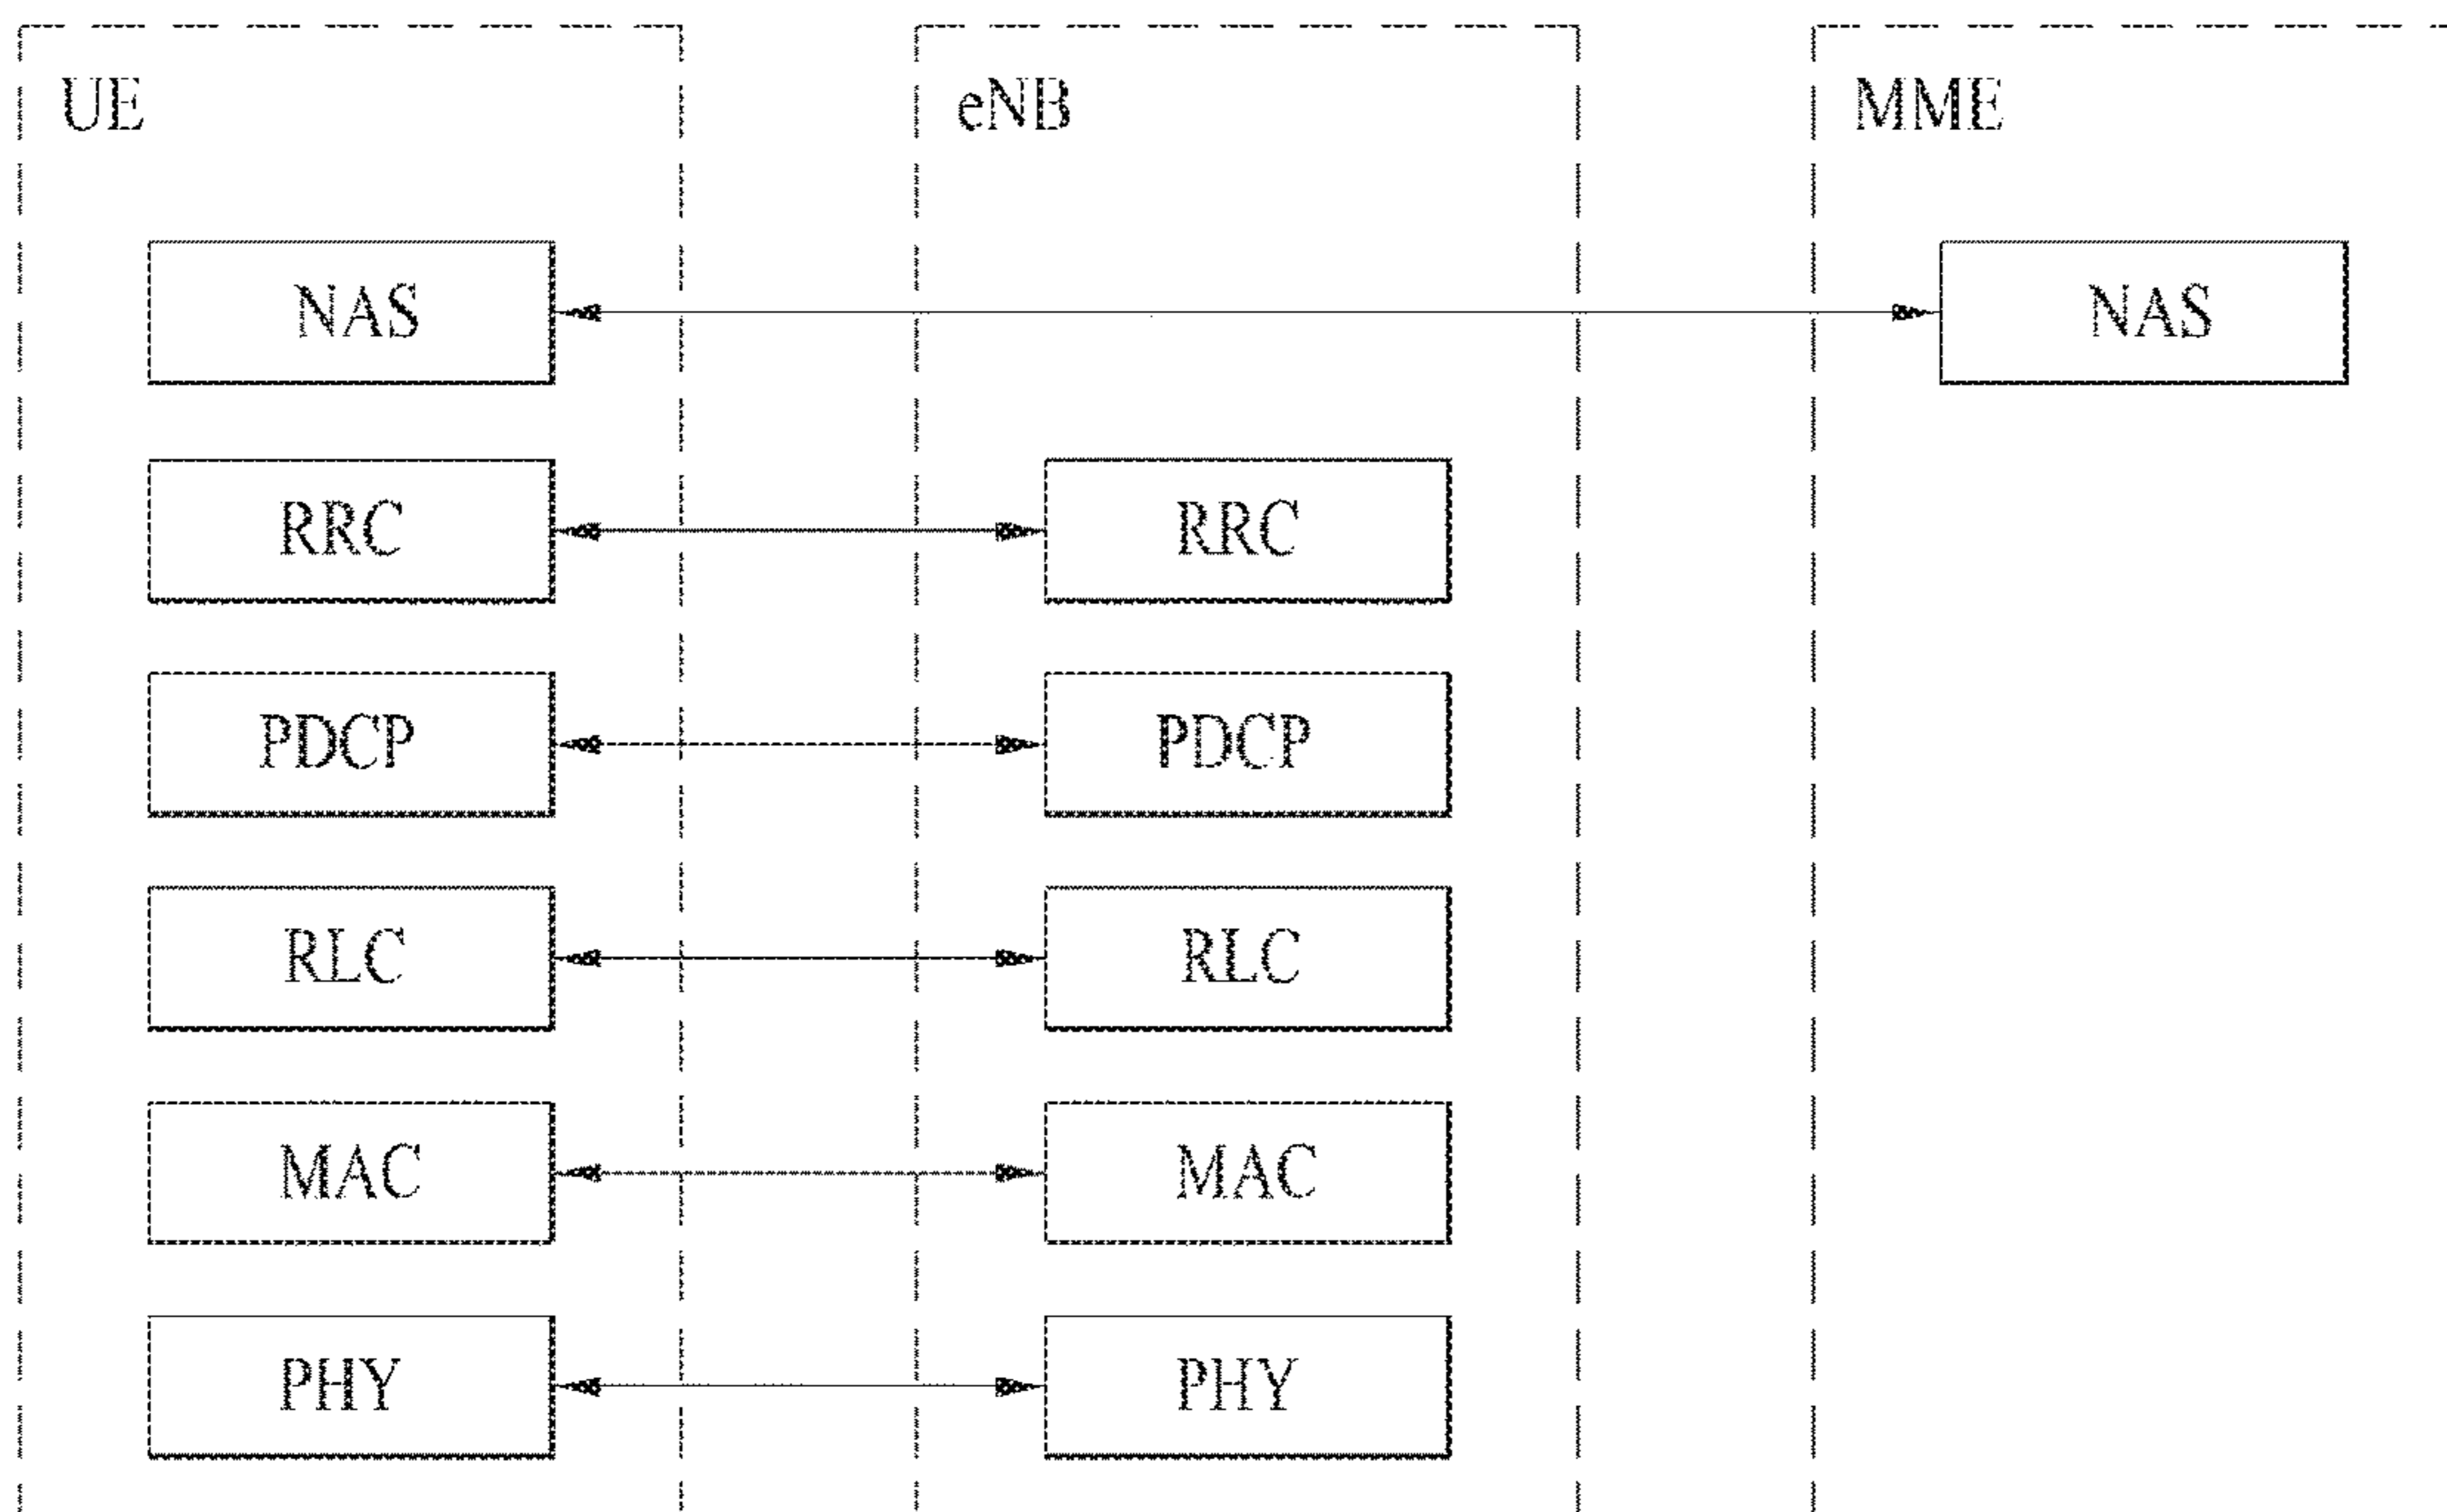 UE eNB MME
NAS NAS
RRC RRC
PDCP PDCP
RLC RLC
MAC MAC
PHY PHY